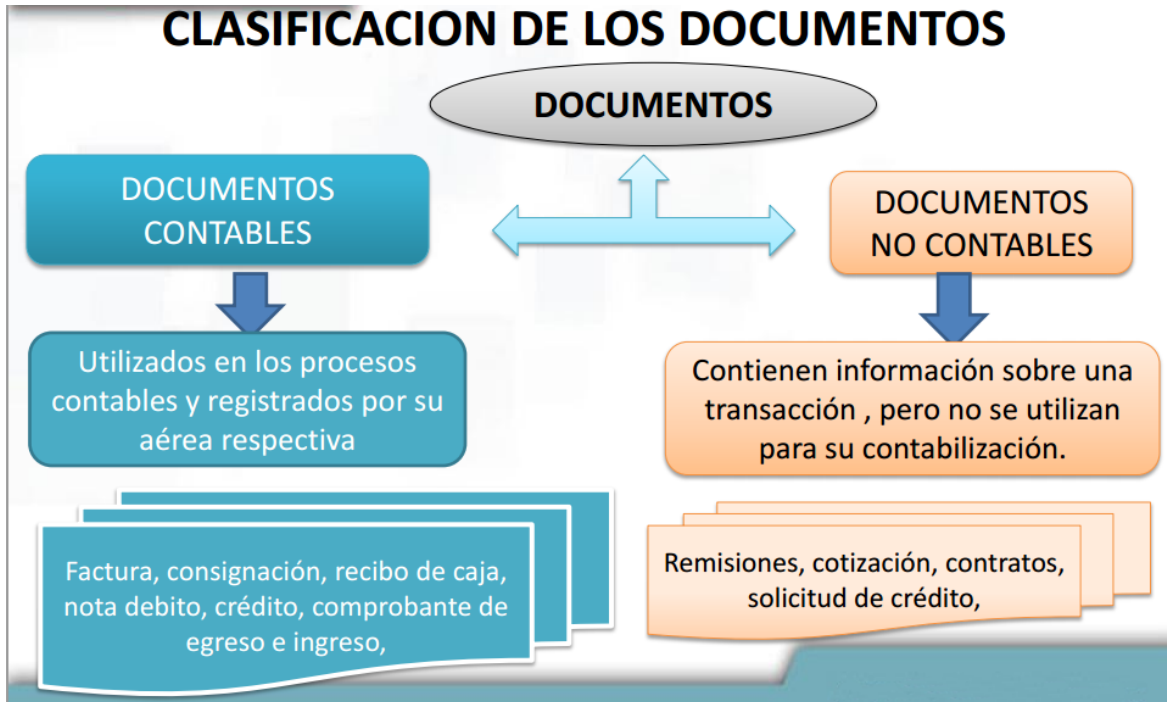 CLASIFICACION DE LOS DOCUMENTOS
DOCUMENTOS
DOCUMENTOS
CONTABLES
Utilizados en los procesos
contables y registrados por su
aérea respectiva
Factura, consignación, recibo de caja,
nota debito, crédito, comprobante de
egreso e ingreso,
DOCUMENTOS
NO CONTABLES
Contienen información sobre una
transacción , pero no se utilizan
para su contabilización.
Remisiones, cotización, contratos,
solicitud de crédito,